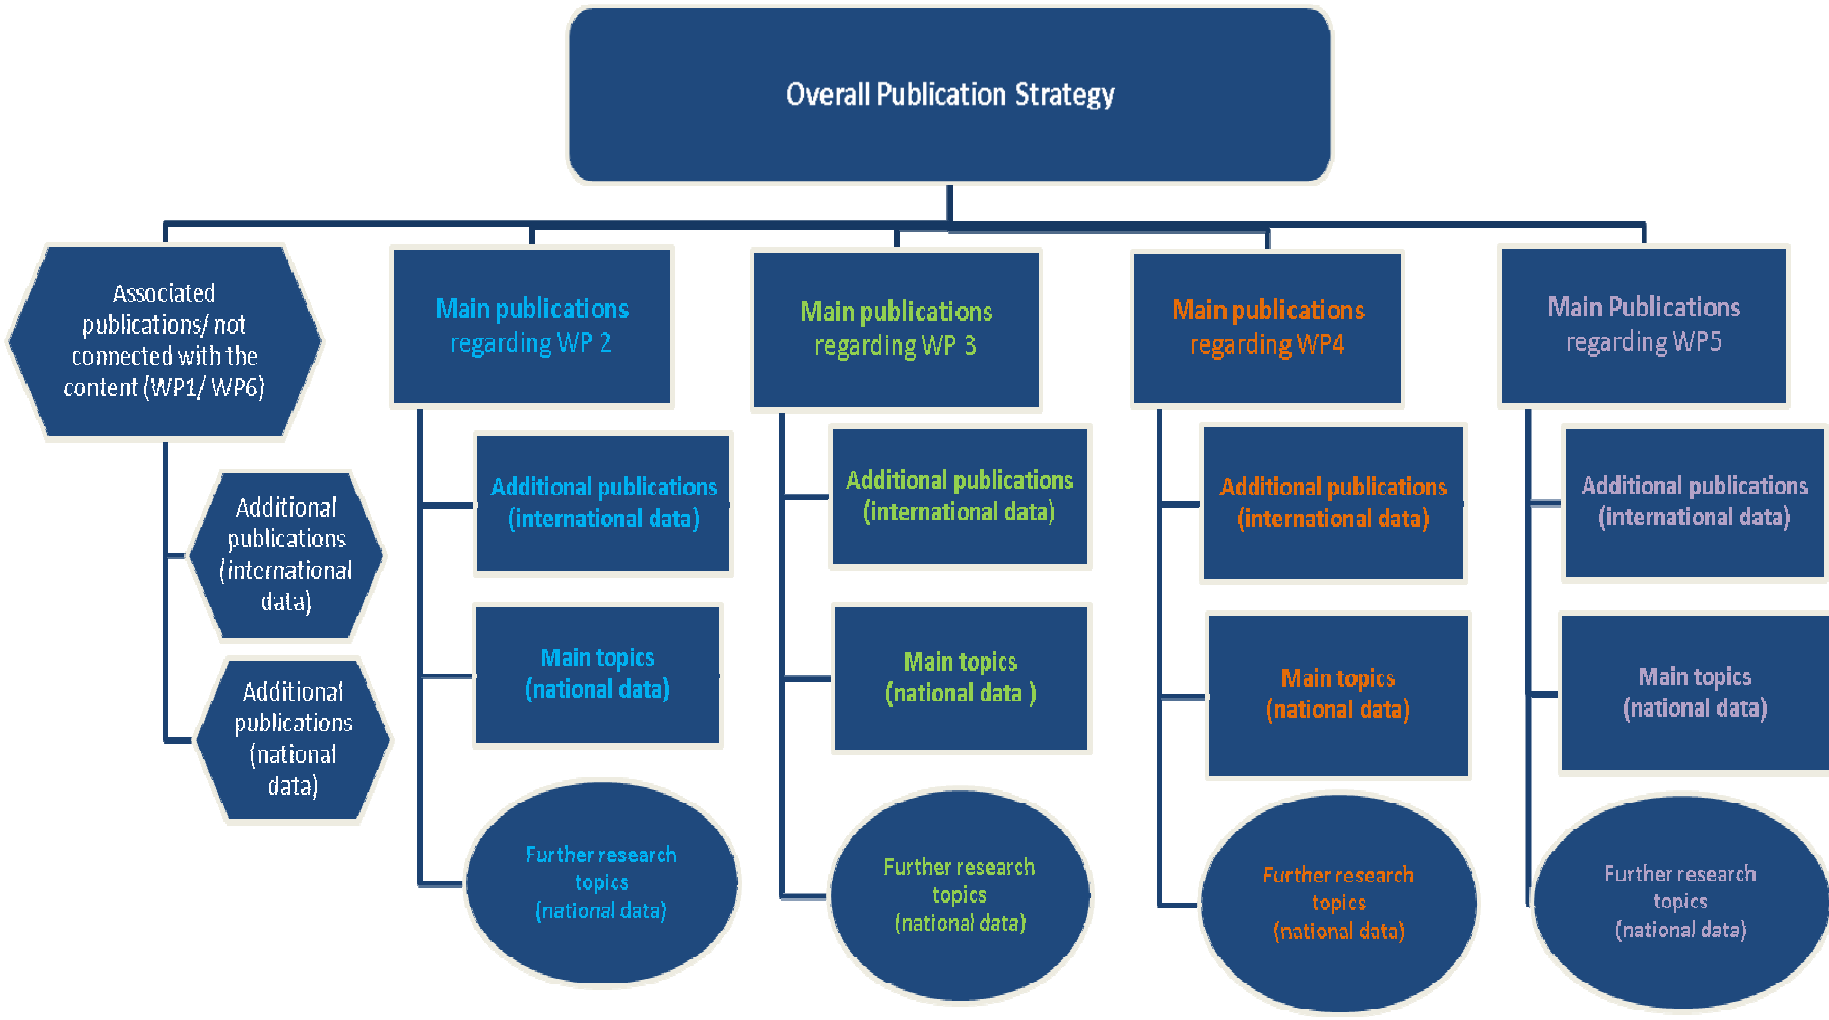 Overall Publication Strategy
Associated
publications/ not
connected with the
content (WP1/ WP6)
Additional
publications
(international
data)
Additional
publications
(national
data)
Main publications
regarding WP 2
Additional publications
(international data)
Main topics
(national data)
Further research
topics
(national data)
Main publications
regarding WP 3
Additional publications
(international data)
Main topics
(national data )
Further research
topics
(national data)
Main publications
regarding WP4
Additional publications
(international data)
Main topics
(national data)
Further research
topics
(national data)
Main Publications
regarding WP5
Additional publications
(international data)
Main topics
(national data)
Further research
topics
(national data)